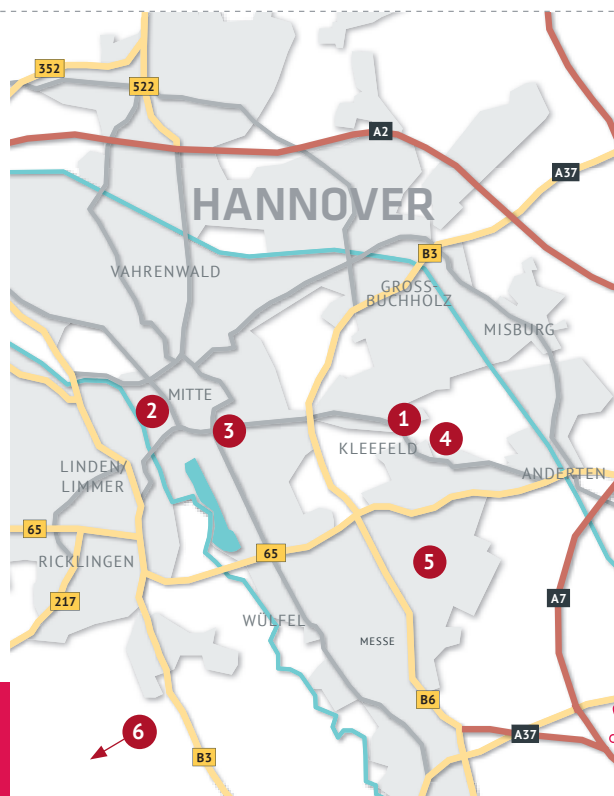 352
522
A2
A37
HANNOVER
B3
VAHRENWALD
GROSS-
BUCHHOLZ
MISBURG
MITTE
2
3
1
4
KLEEFELD
LINDEN/
LIMMER
ANDERTEN
65
65
RICKLINGEN
5
217
A7
WÜLFEL
MESSE
B6
6
A37
B3